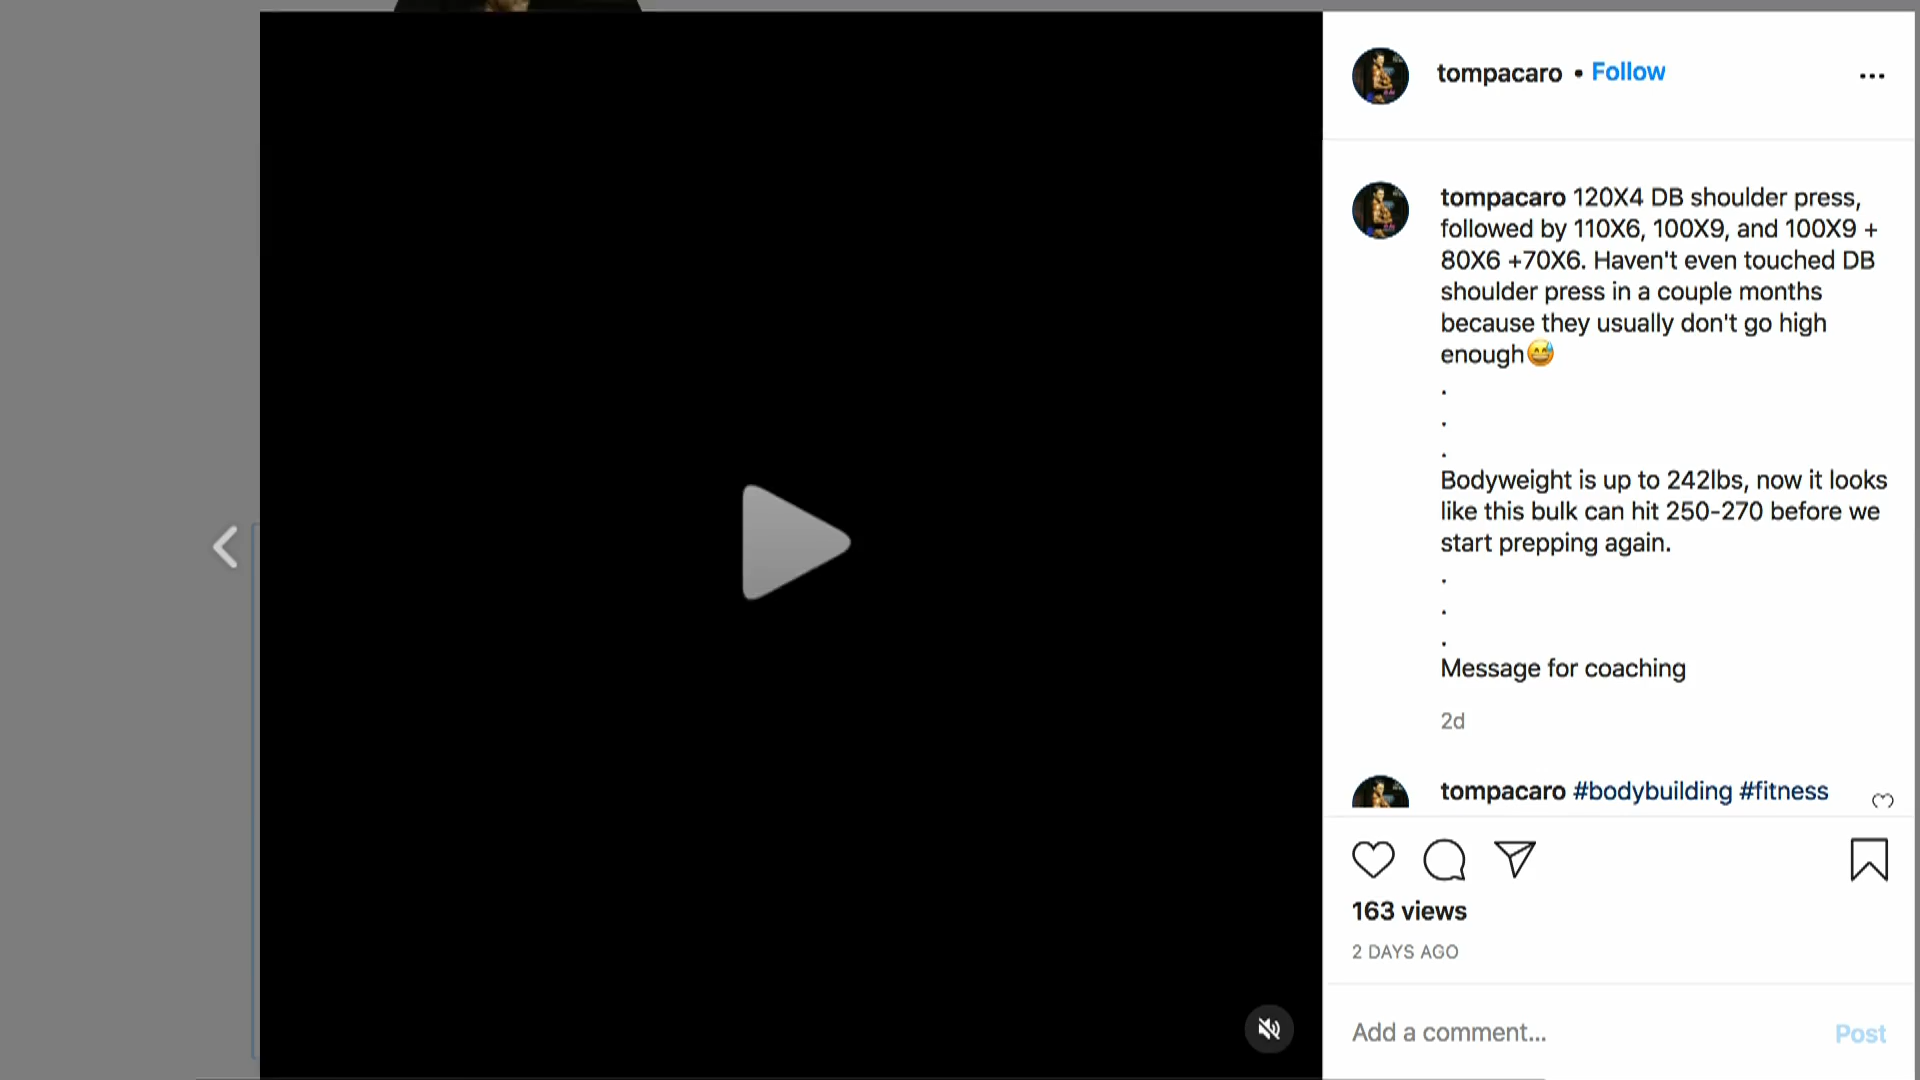 tompacaro • Follow
tompacaro 120X4 DB shoulder press,
followed by 110X6, 100X9, and 100X9 +
80X6 +70X6. Haven't even touched DB
shoulder press in a couple months
because they usually don't go high
enough😅
.
.
.
Bodyweight is up to 242lbs, now it looks
like this bulk can hit 250-270 before we
start prepping again.
.
.
.
Message for coaching
2d
tompacaro #bodybuilding #fitness
163 views
2 DAYS AGO
Add a comment...
Post